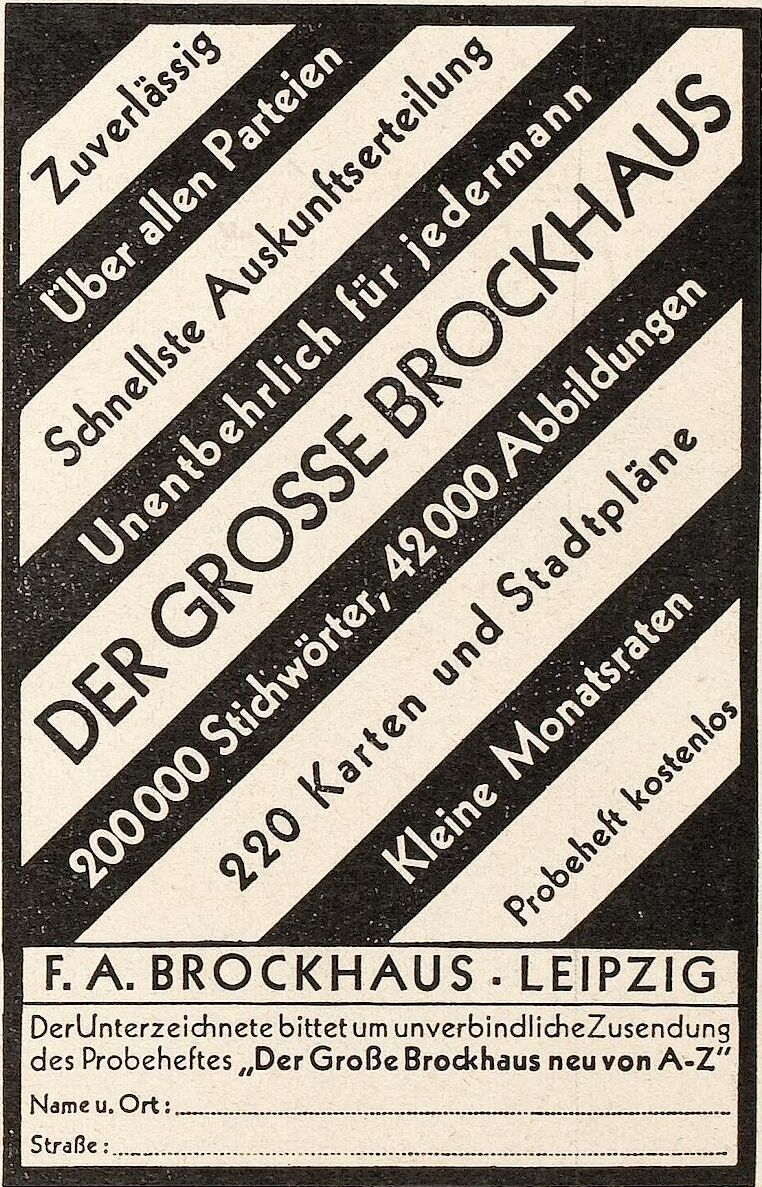 Zuverlässig
Über allen Parteien
Schnellste Auskunftserteilung
Unentbehrlich für jedermann
DER GROSSE BROCKHAUS
200000 Stichwörter, 42000 Abbildungen
220 Karten und Stadtpläne
Kleine Monatsraten
Probeheft kostenlos
F. A. BROCKHAUS · LEIPZIG
Der Unterzeichnete bittet um unverbindliche Zusendung
des Probeheftes „Der Große Brockhaus neu von A-Z“
Name u. Ort:
Straße: